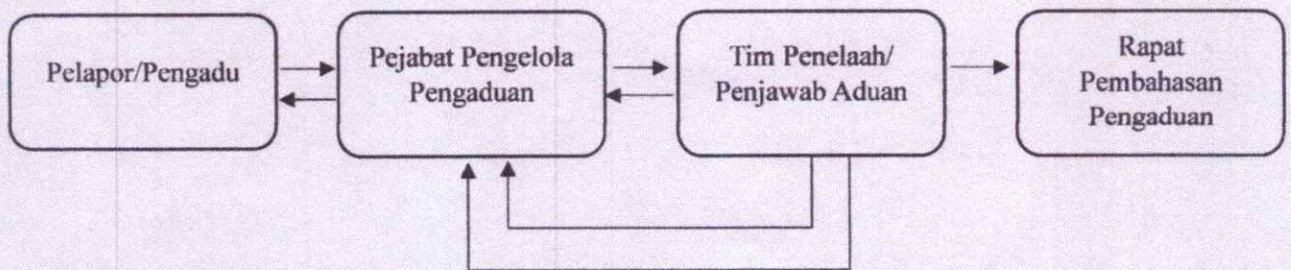 Pelapor/Pengadu
Pejabat Pengelola
Pengaduan
Tim Penelaah/
Penjawab Aduan
Rapat
Pembahasan
Pengaduan